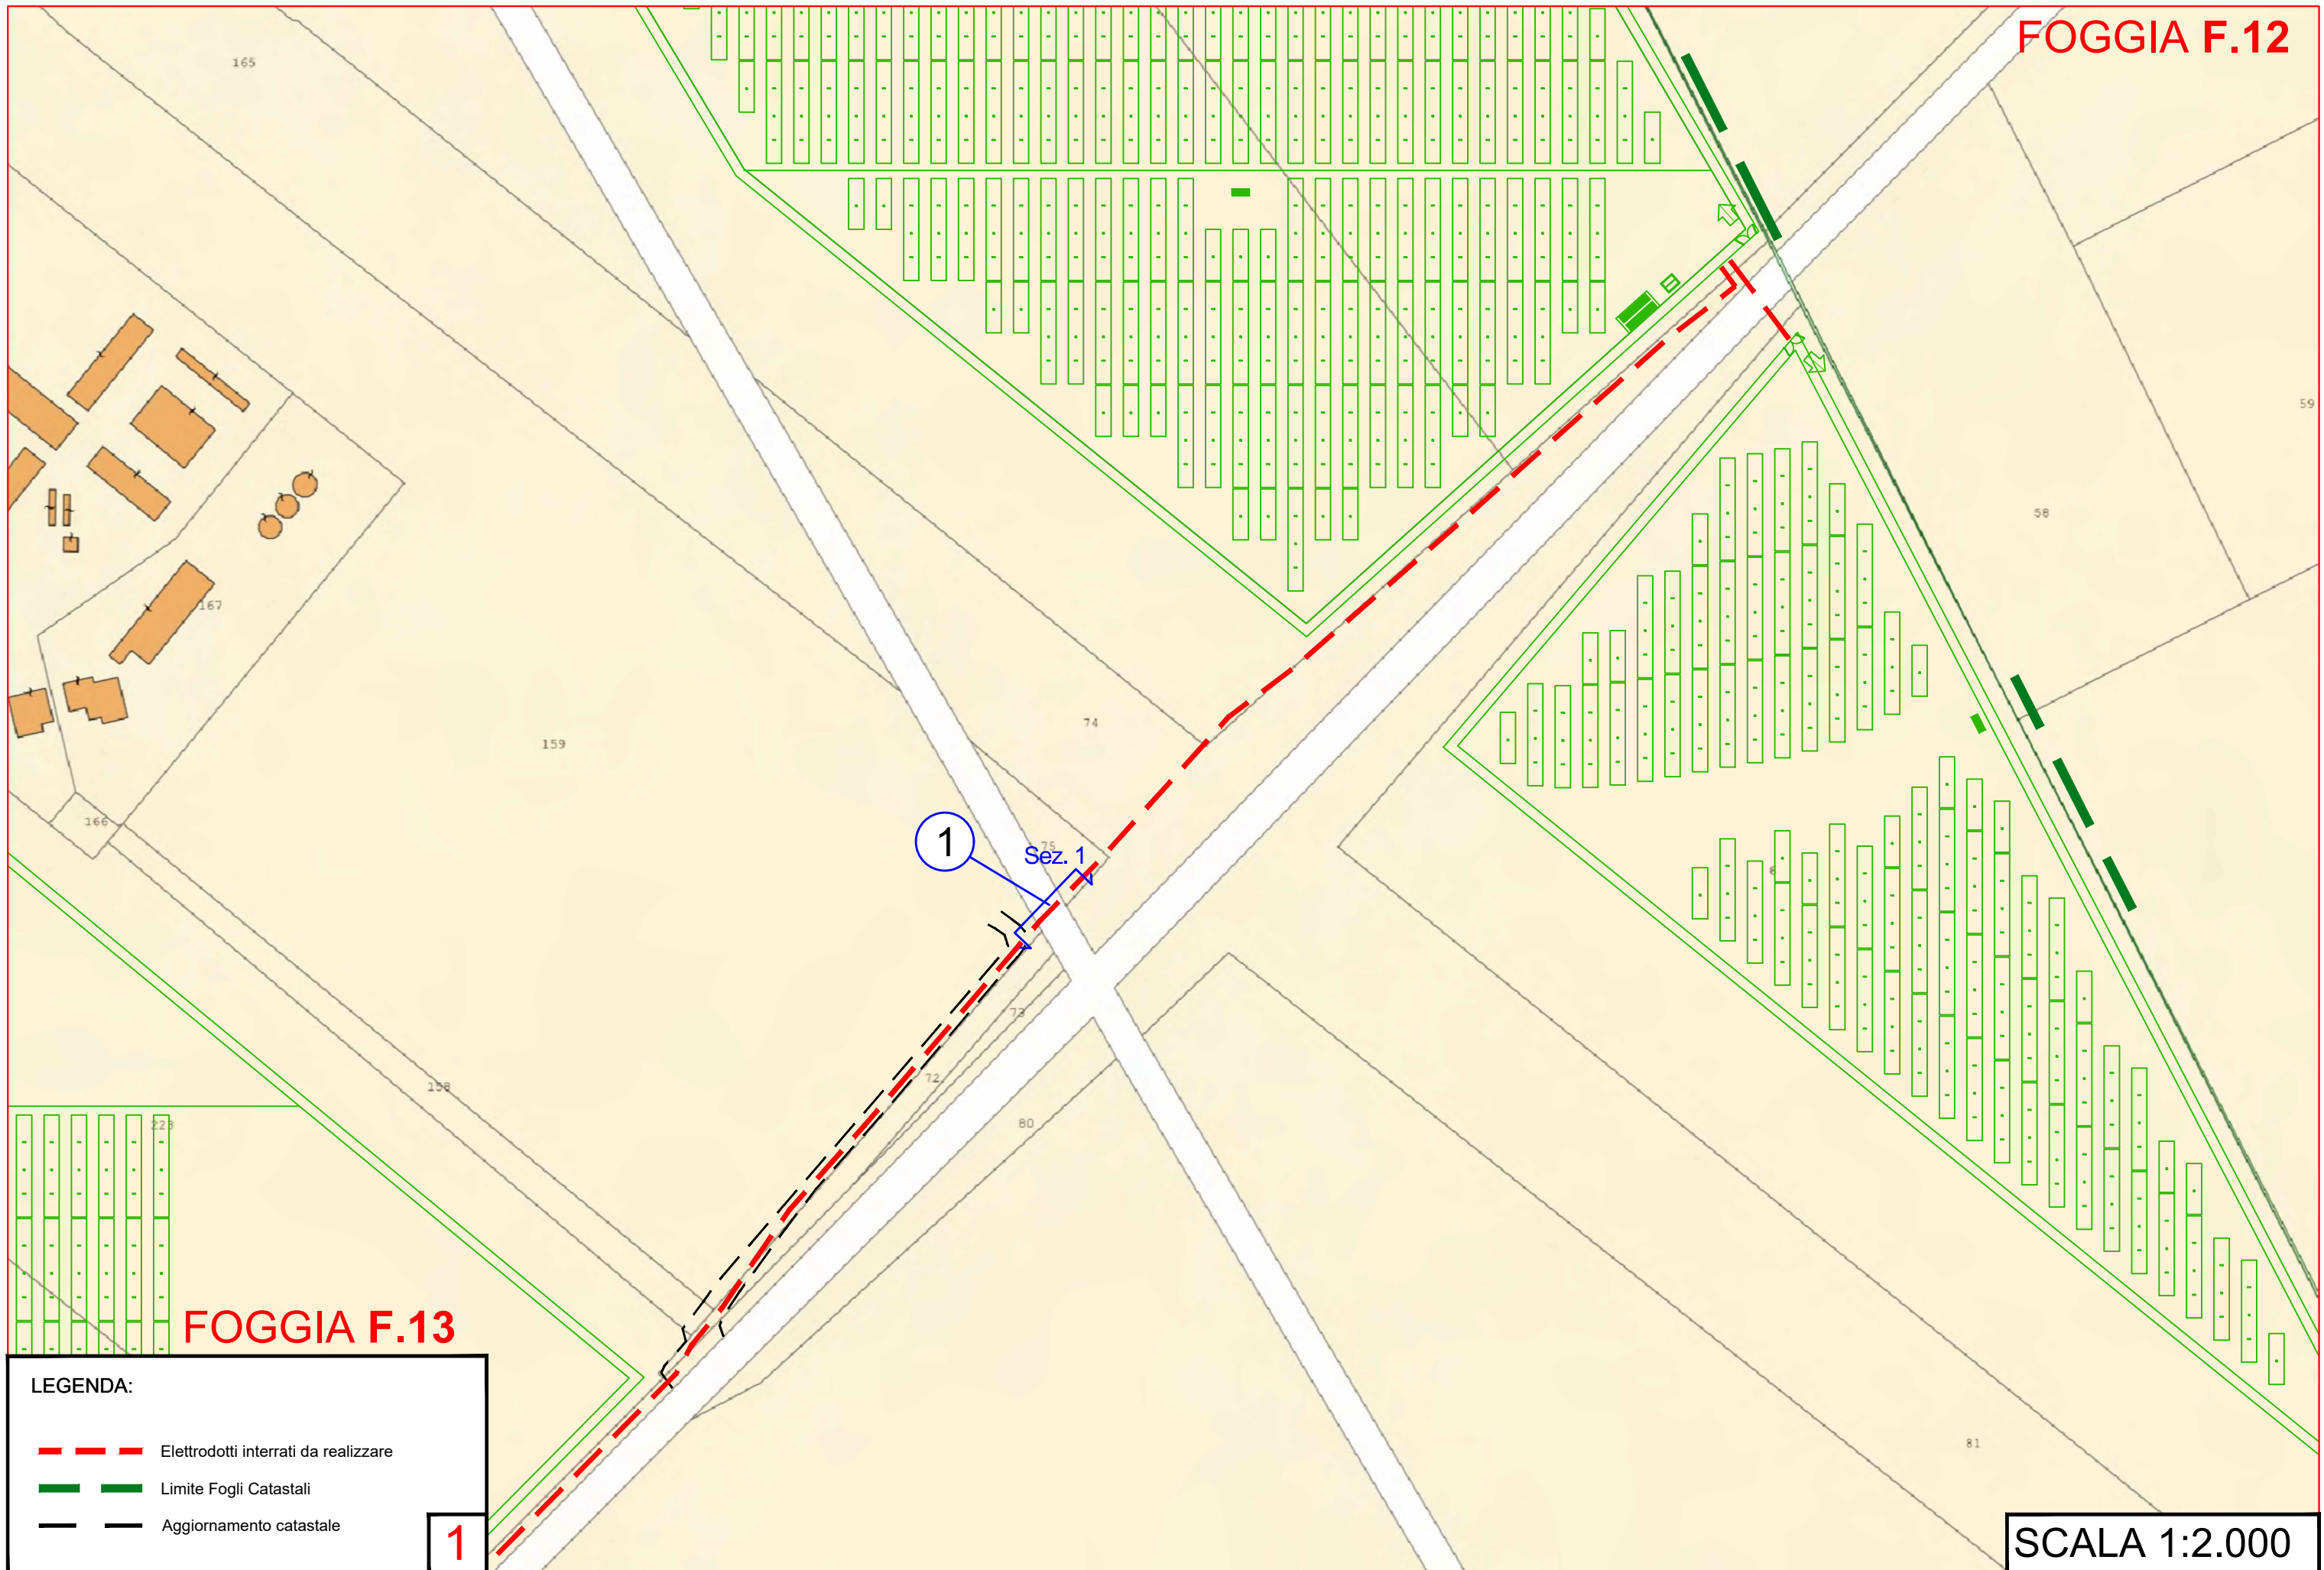 FOGGIA F.12
165
59
58
167
74
159
166
75
1
Sez. 1
73
72
158
80
223
FOGGIA F.13
LEGENDA:
Elettrodotti interrati da realizzare
Limite Fogli Catastali
Aggiornamento catastale
1
81
SCALA 1:2.000